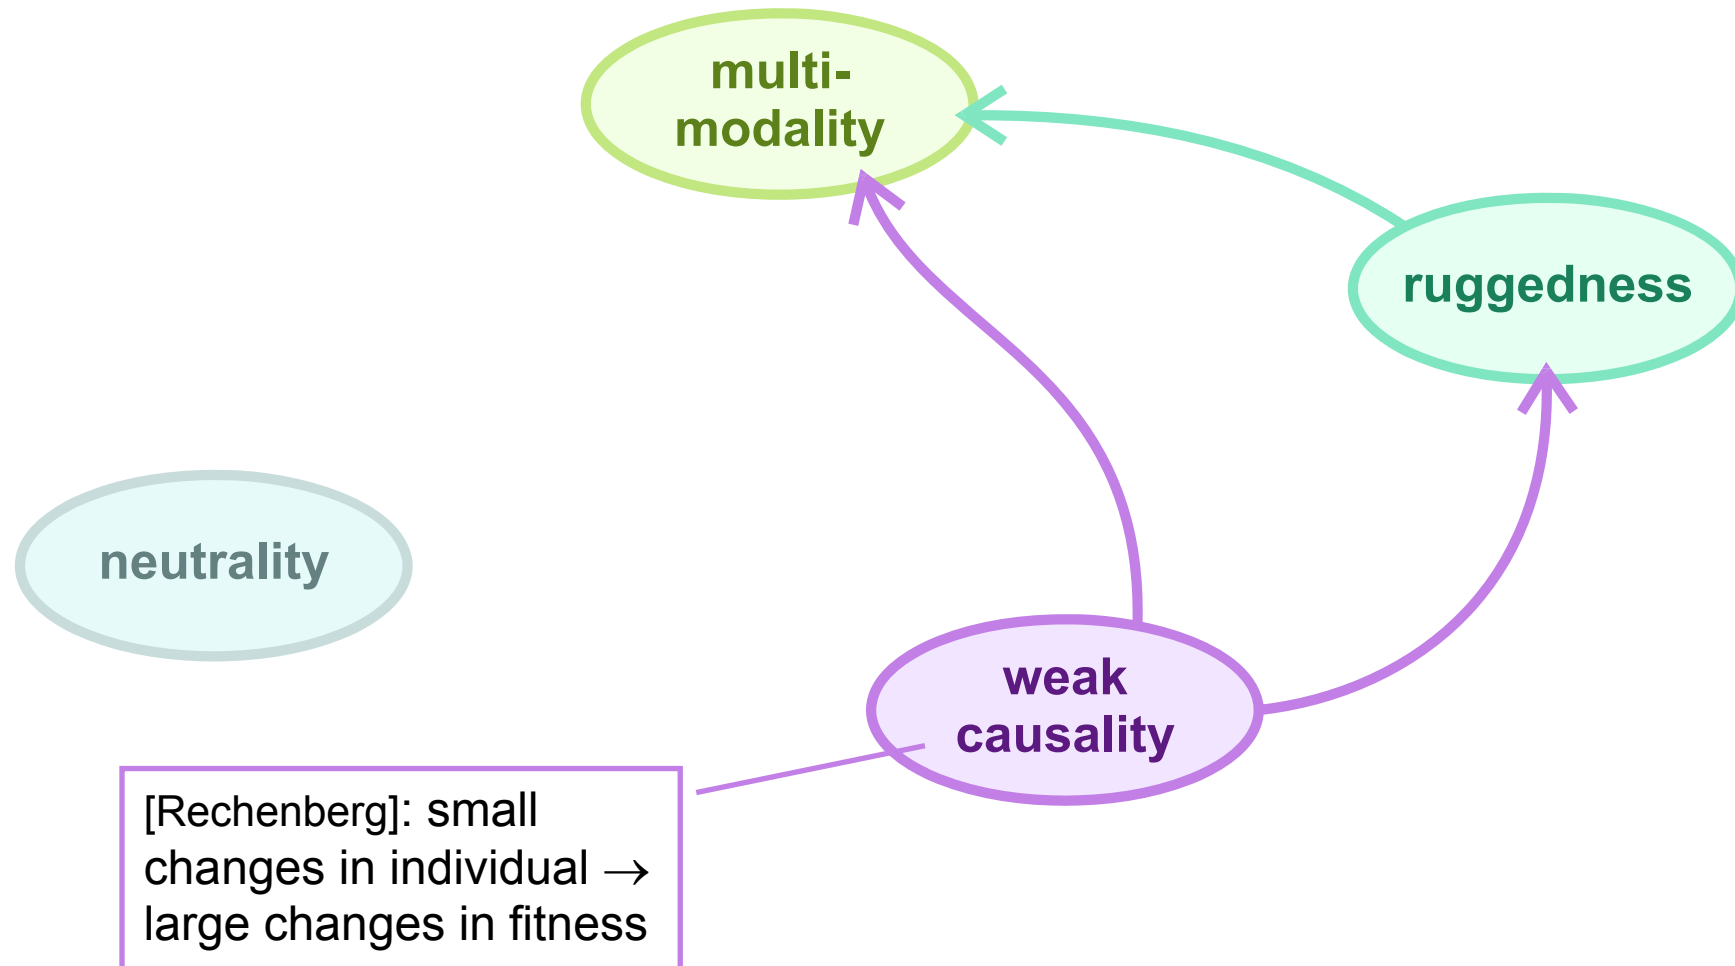 multi-
modality
ruggedness
neutrality
weak
causality
[Rechenberg]: small
changes in individual →
large changes in fitness